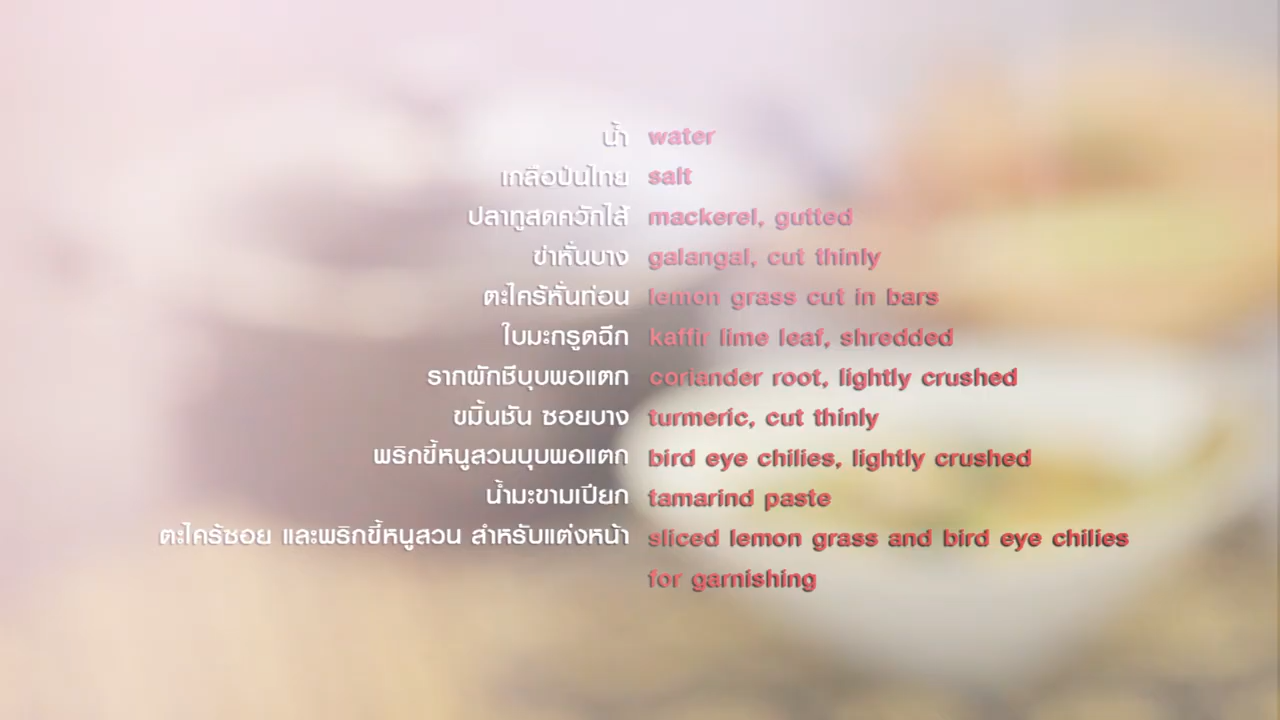 น้ำ water
เกลือป่นไทย salt
ปลาทูสดควักไส้ mackerel, gutted
ข่าหั่นบาง galangal, cut thinly
ตะไคร้หั่นท่อน lemon grass cut in bars
ใบมะกรูดฉีก kaffir lime leaf, shredded
รากผักชีบุบพอแตก coriander root, lightly crushed
ขมิ้นชัน ซอยบาง turmeric, cut thinly
พริกขี้หนูสวนบุบพอแตก bird eye chilies, lightly crushed
น้ำมะขามเปียก tamarind paste
ตะไคร้ซอย และพริกขี้หนูสวน สำหรับแต่งหน้า sliced lemon grass and bird eye chilies
for garnishing